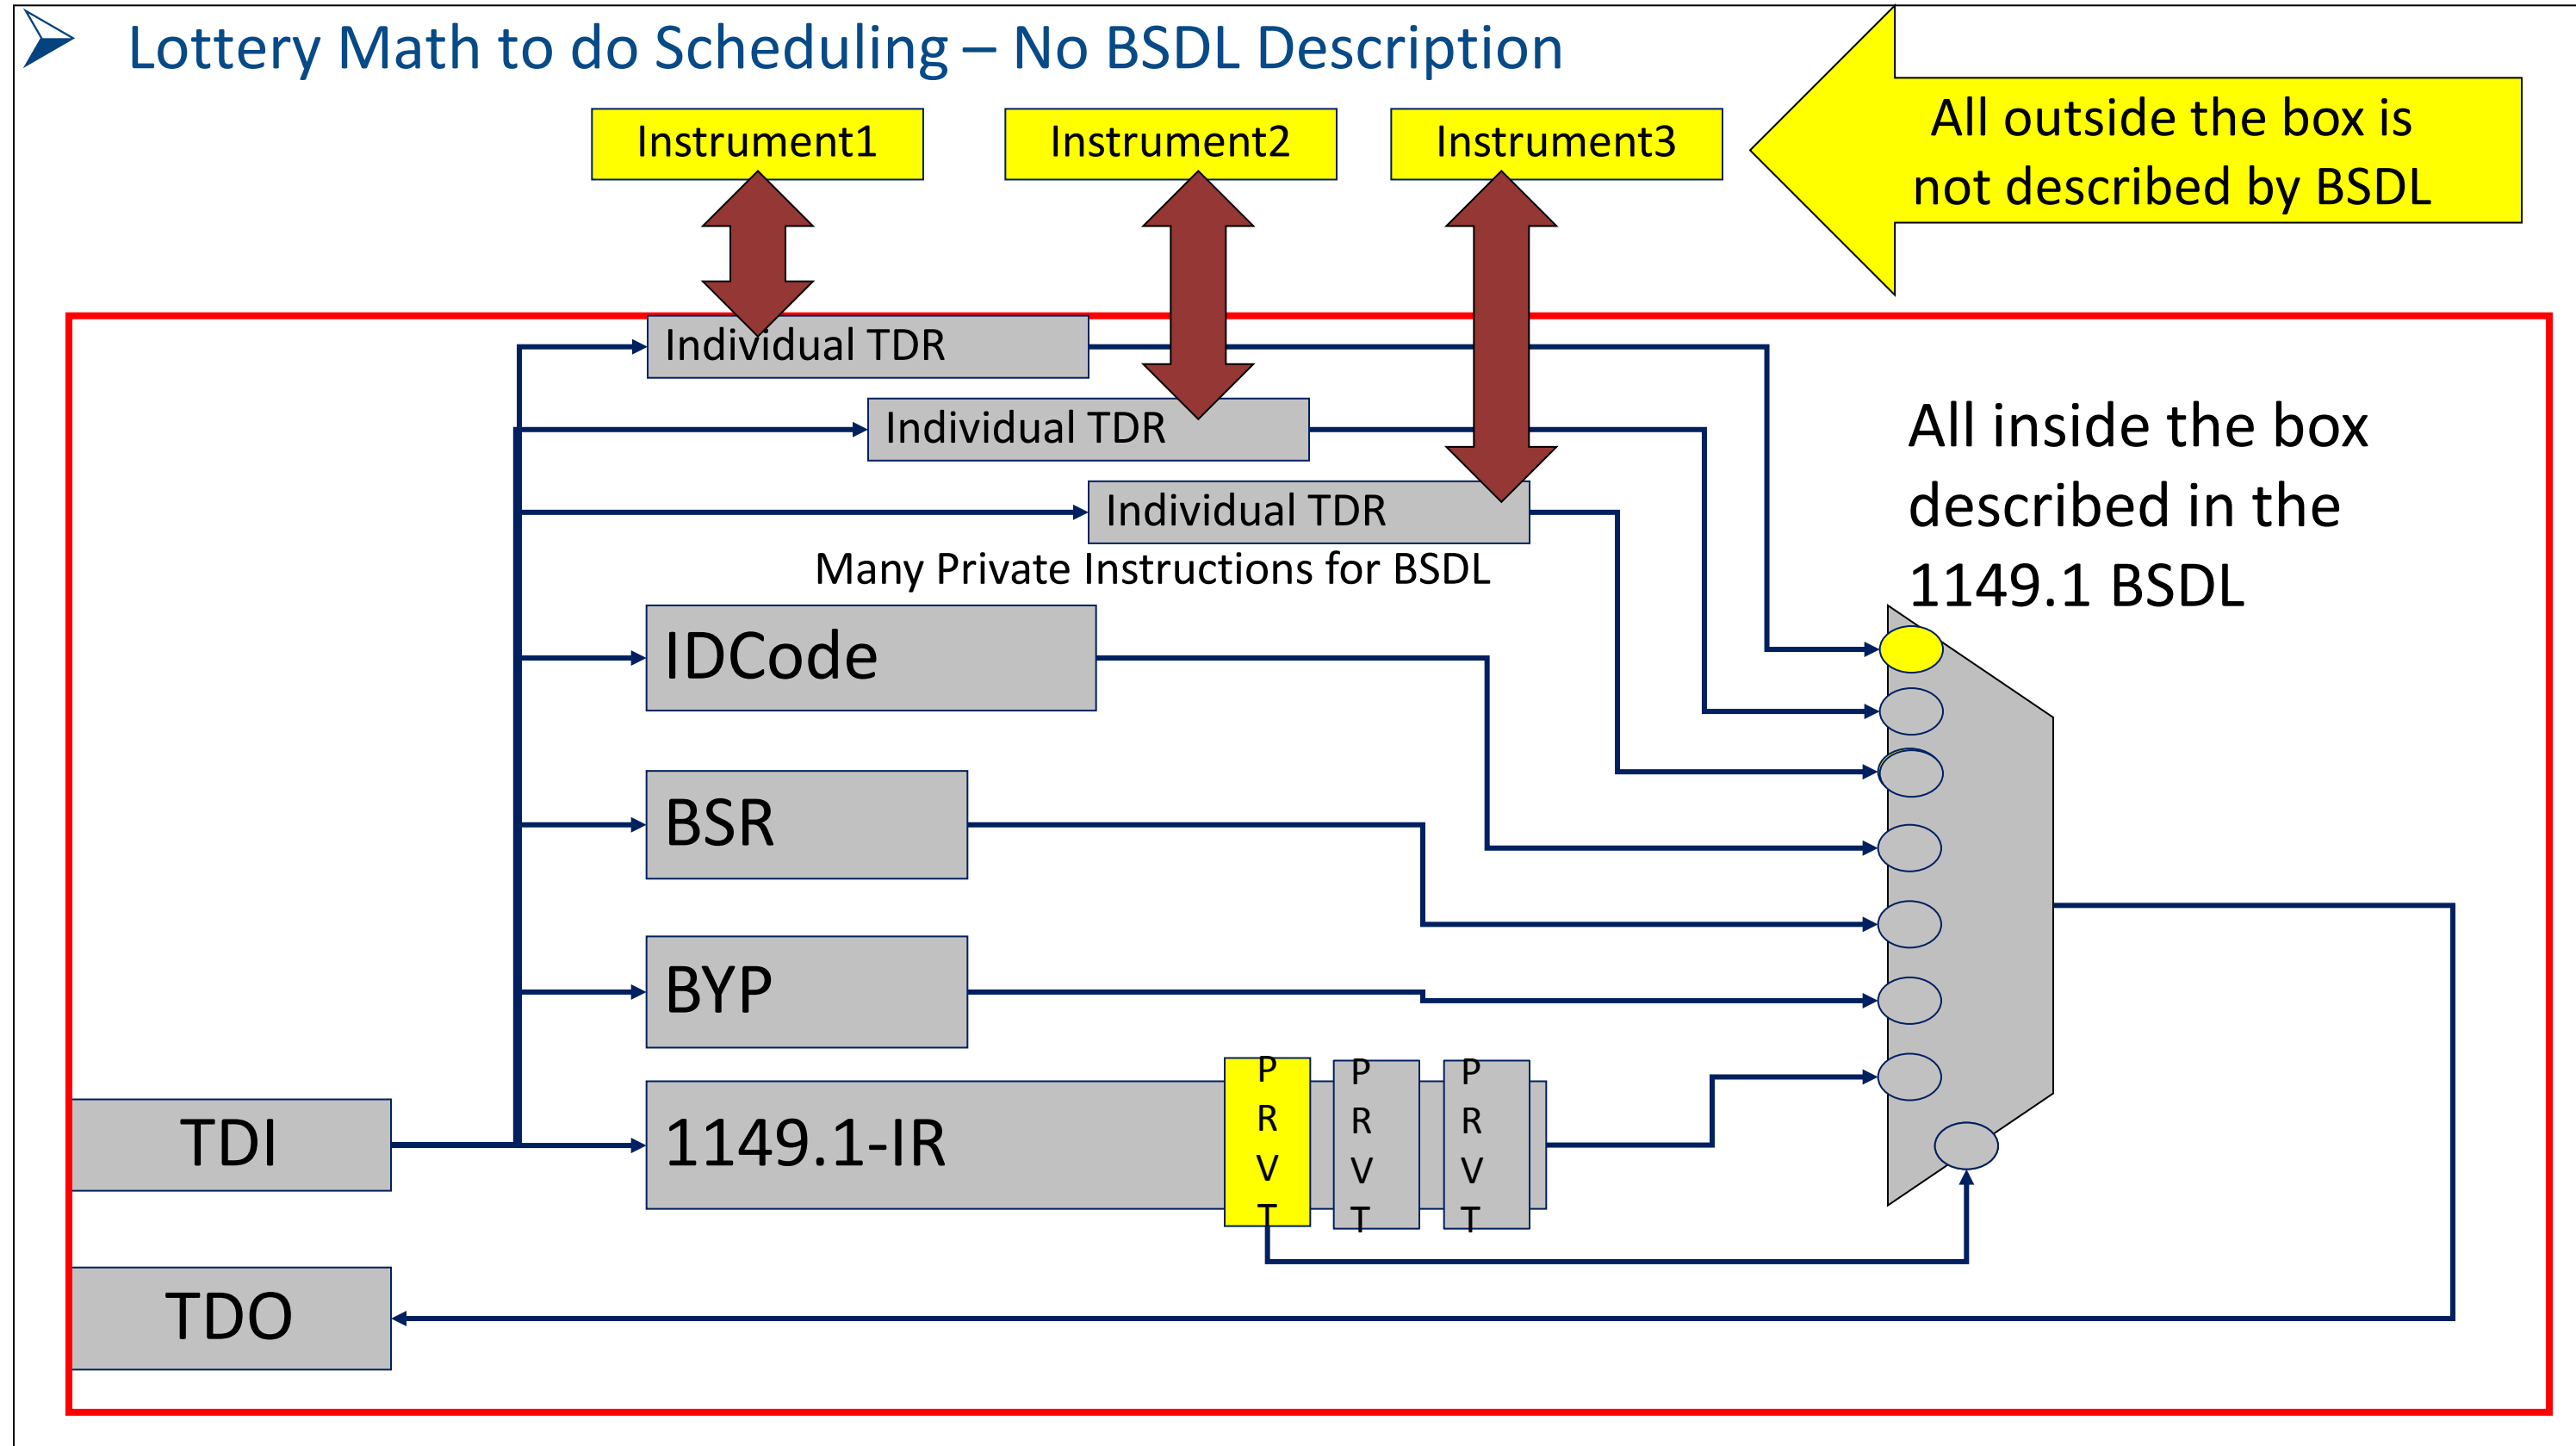 Lottery Math to do Scheduling – No BSDL Description
Instrument1
Instrument2
Instrument3
All outside the box is
not described by BSDL
Individual TDR
Individual TDR
Individual TDR
Many Private Instructions for BSDL
All inside the box
described in the
1149.1 BSDL
IDCode
BSR
BYP
TDI
1149.1-IR
P
R
V
T
P
R
V
T
P
R
V
T
TDO